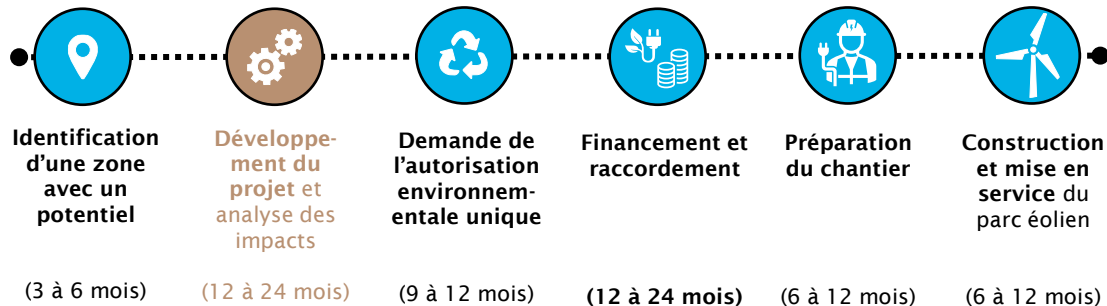 Identification
d'une zone
avec un
potentiel
(3 à 6 mois)
Développe-
ment du
projet et
analyse des
impacts
(12 à 24 mois)
Demande de
l'autorisation
environnem-
entale unique
(9 à 12 mois)
Financement et
raccordement
(12 à 24 mois)
Préparation
du chantier
(6 à 12 mois)
Construction
et mise en
service du
parc éolien
(6 à 12 mois)